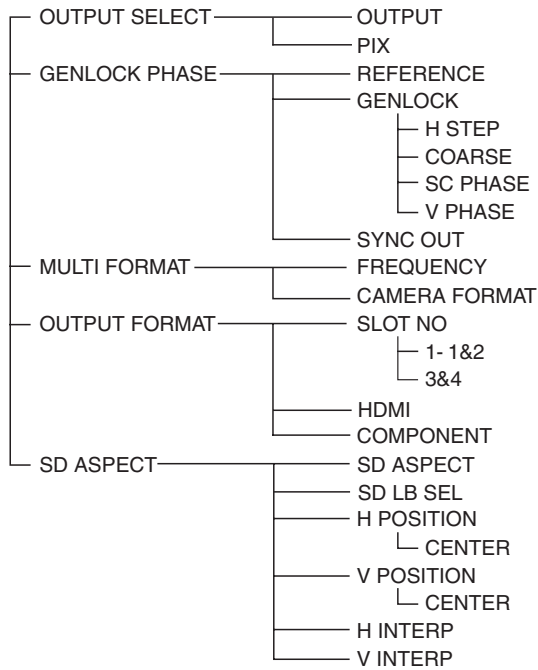 OUTPUT SELECT OUTPUT
PIX
GENLOCK PHASE REFERENCE
GENLOCK
H STEP
COARSE
SC PHASE
V PHASE
SYNC OUT
MULTI FORMAT FREQUENCY
CAMERA FORMAT
OUTPUT FORMAT SLOT NO
1- 1&2
3&4
HDMI
COMPONENT
SD ASPECT SD ASPECT
SD LB SEL
H POSITION
CENTER
V POSITION
CENTER
H INTERP
V INTERP